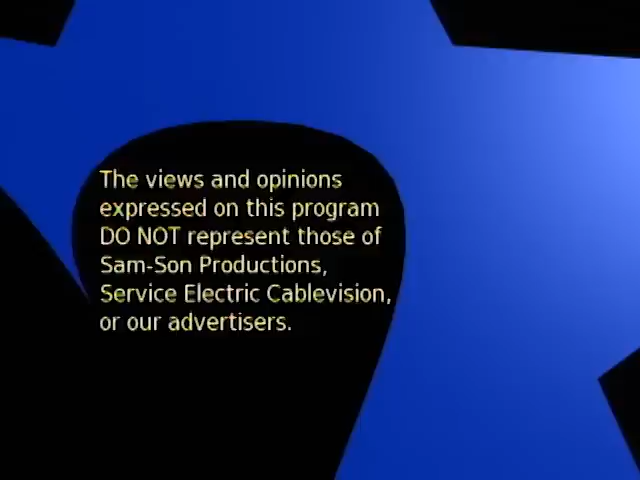 The views and opinions
expressed on this program
DO NOT represent those of
Sam-Son Productions,
Service Electric Cablevision,
or our advertisers.